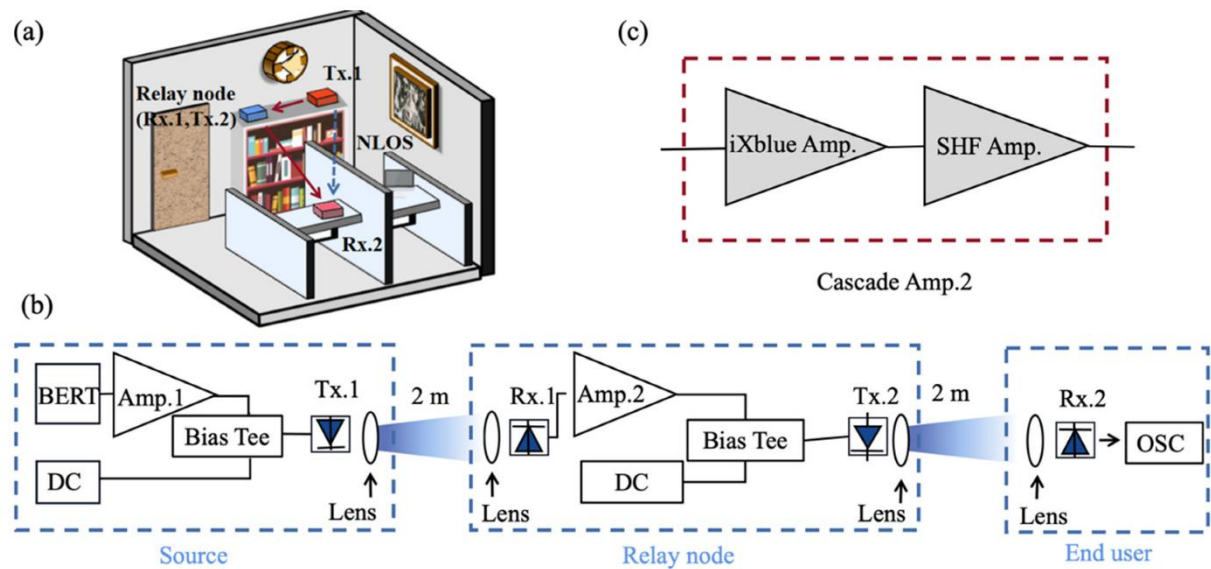 (a)
Tx.1
Relay node
(Rx.1,Tx.2)
NLOS
Rx.2
(c)
iXblue Amp.
SHF Amp.
Cascade Amp.2
(b)
BERT
Amp.1
Bias Tee
DC
Tx.1
Lens
2 m
Source
Lens
Rx.1
Amp.2
Bias Tee
DC
Tx.2
Lens
2 m
Relay node
Lens
Rx.2
OSC
End user